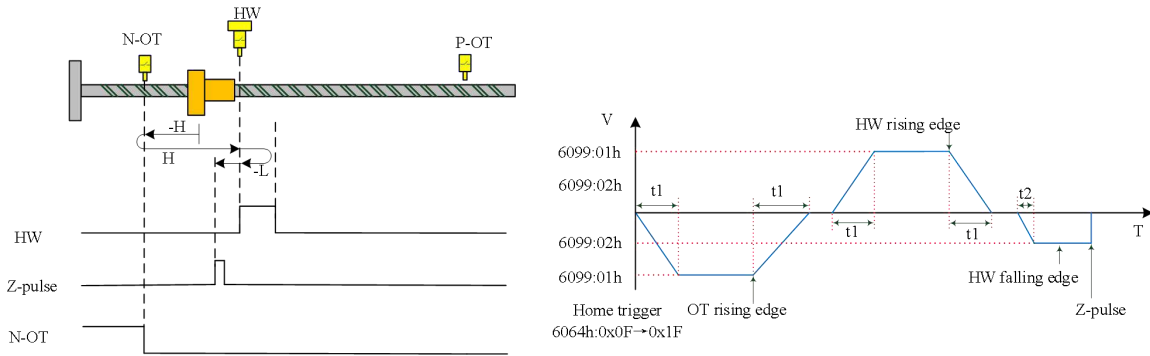 HW
N-OT
P-OT
-H
H
-L
HW
Z-pulse
N-OT
V
HW rising edge
6099:01h
6099:02h
t1
t1
t2
t1
t1
T
6099:02h
6099:01h
HW falling edge
Home trigger
OT rising edge
Z-pulse
6064h:0x0F→0x1F